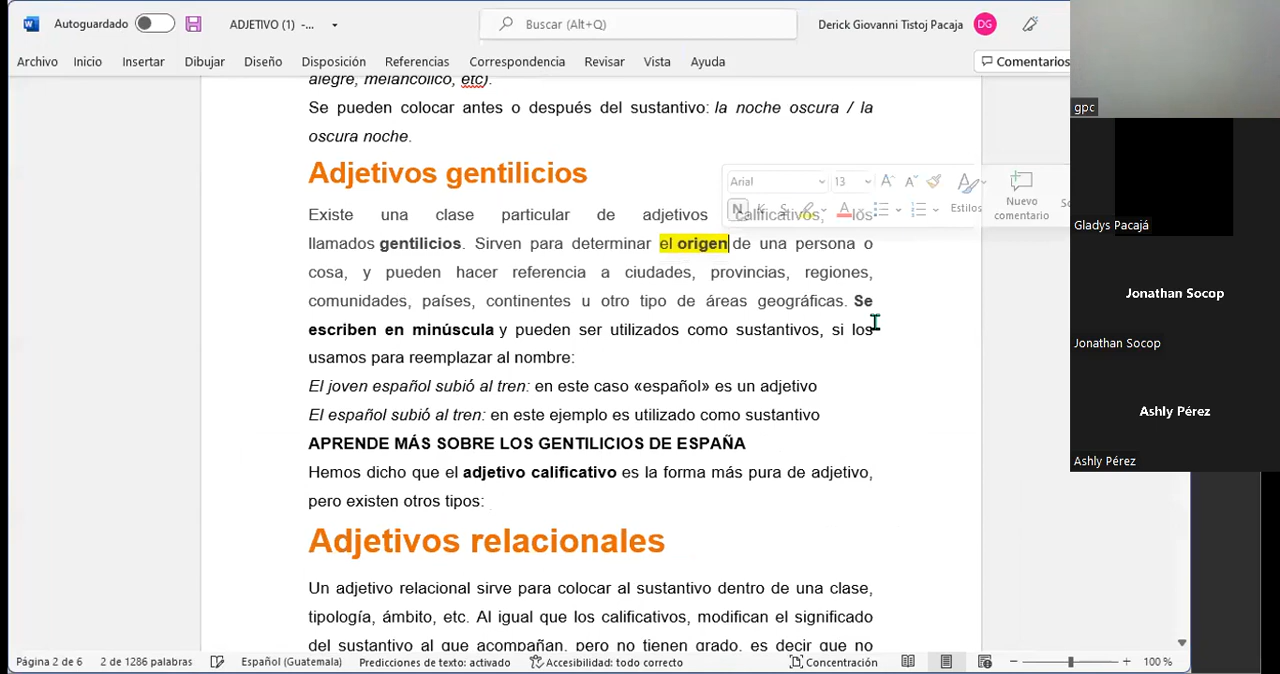 Autoguardado
ADJETIVO (1) -...
Buscar (Alt+Q)
Derick Giovanni Tistoj Pacaja
DG
Archivo Inicio Insertar Dibujar Diseño Disposición Referencias Correspondencia Revisar Vista Ayuda
Comentarios
alegre, melancólico, etc).
Se pueden colocar antes o después del sustantivo: la noche oscura / la
oscura noche.
Adjetivos gentilicios
Arial 13
Nuevo
comentario
Estilos
Existe una clase particular de adjetivos calificativos, los
llamados gentilicios. Sirven para determinar el origen de una persona o
cosa, y pueden hacer referencia a ciudades, provincias, regiones,
comunidades, países, continentes u otro tipo de áreas geográficas. Se
escriben en minúscula y pueden ser utilizados como sustantivos, si los
usamos para reemplazar al nombre:
El joven español subió al tren: en este caso «español» es un adjetivo
El español subió al tren: en este ejemplo es utilizado como sustantivo
APRENDE MÁS SOBRE LOS GENTILICIOS DE ESPAÑA
Hemos disho que el adjetivo calificativo es la forma más pura de adjetivo,
pero existen otros tipos:
Adjetivos relacionales
Un adjetivo relacional sirve para colocar al sustantivo dentro de una clase,
tipología, ámbito, etc. Al igual que los calificativos, modifican el significado
del sustantivo al que acompañan, pero no tienen grado, es decir que no
Página 2 de 6
2 de 1286 palabras
Español (Guatemala)
Predicciones de texto: activado
Accesibilidad: todo correcto
Concentración
100 %
gpc
Gladys Pacajá
Jonathan Socop
Jonathan Socop
Ashly Pérez
Ashly Pérez